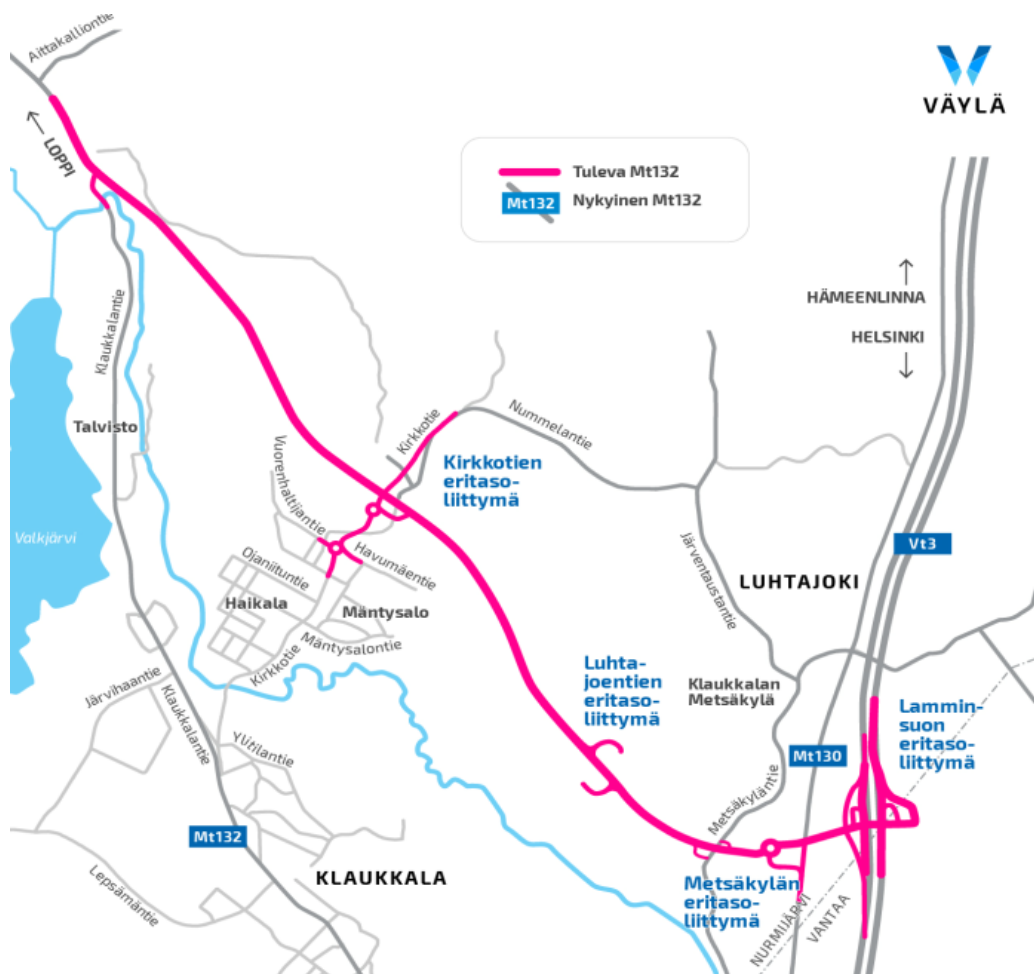 Aittakalliontie
VÄYLÄ
LOPPI
Tuleva Mt132
Mt132
Nykyinen Mt132
HÄMEENLINNA
HELSINKI
Klaukkalantie
Talvisto
Kirkkotie
Nummelantie
Vuorenhaltijantie
Kirkkotien
eritaso-
liittymä
Valkjärvi
Vt3
Järventaustantie
LUHTAJOKI
Ojaniituntie
Havumäentie
Haikala
Mäntysalo
Mäntysalontie
Kirkkotie
Luhta-
joentien
eritaso-
liittymä
Klaukkalan
Metsäkylä
Järvihaantie
Klaukkalantie
Lammin-
suon
eritaso-
liittymä
Ylitilantie
Mt130
Metsäkyläntie
Mt132
Lepsämäntie
KLAUKKALA
Metsäkylän
eritaso-
liittymä
NURMIJÄRVI
VANTAA